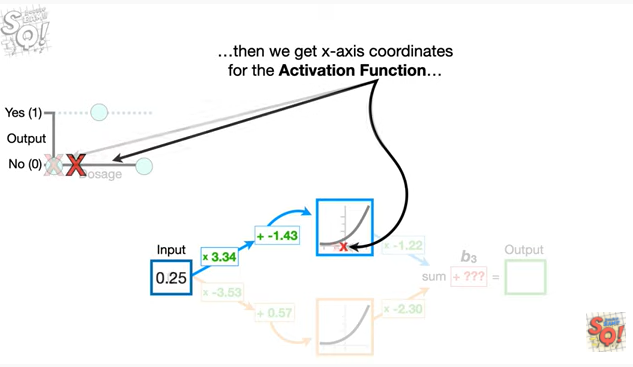 …then we get x-axis coordinates
for the Activation Function…
Yes (1)
Output
No (0)
osage
Input
0.25
x 3.34
+ -1.43
x -1.22
x -3.53
+ 0.57
x -2.30
b3
sum + ??? =
Output
SQ!